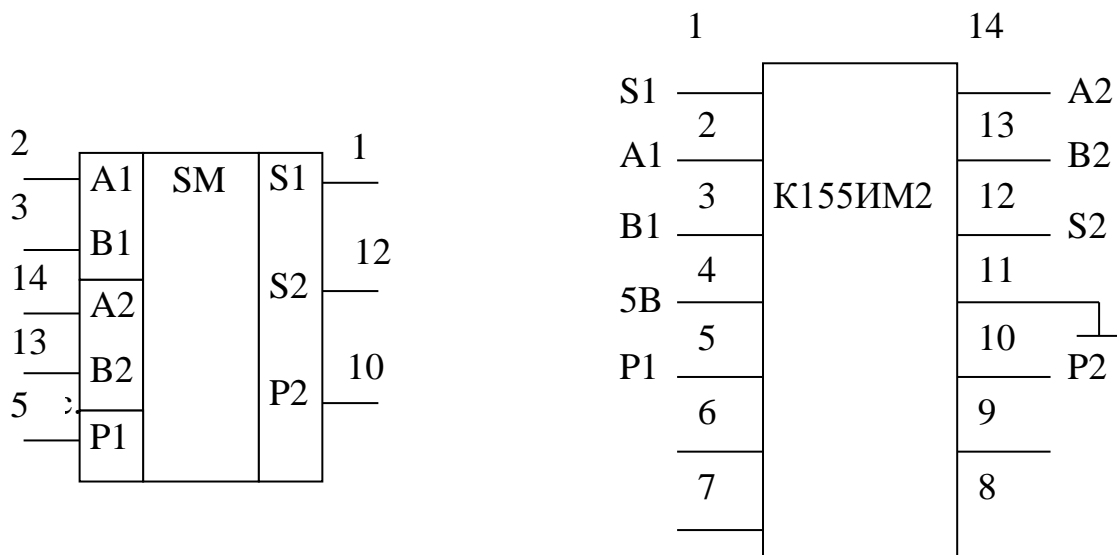 2 A1 SM S1 1
3 B1
14 A2 S2 12
13 B2
5 P1 P2 10
1 14
S1 A2
2 13
A1 B2
3 К155ИМ2 12
B1 S2
4 11
5В
5 10
P1 P2
6 9
7 8